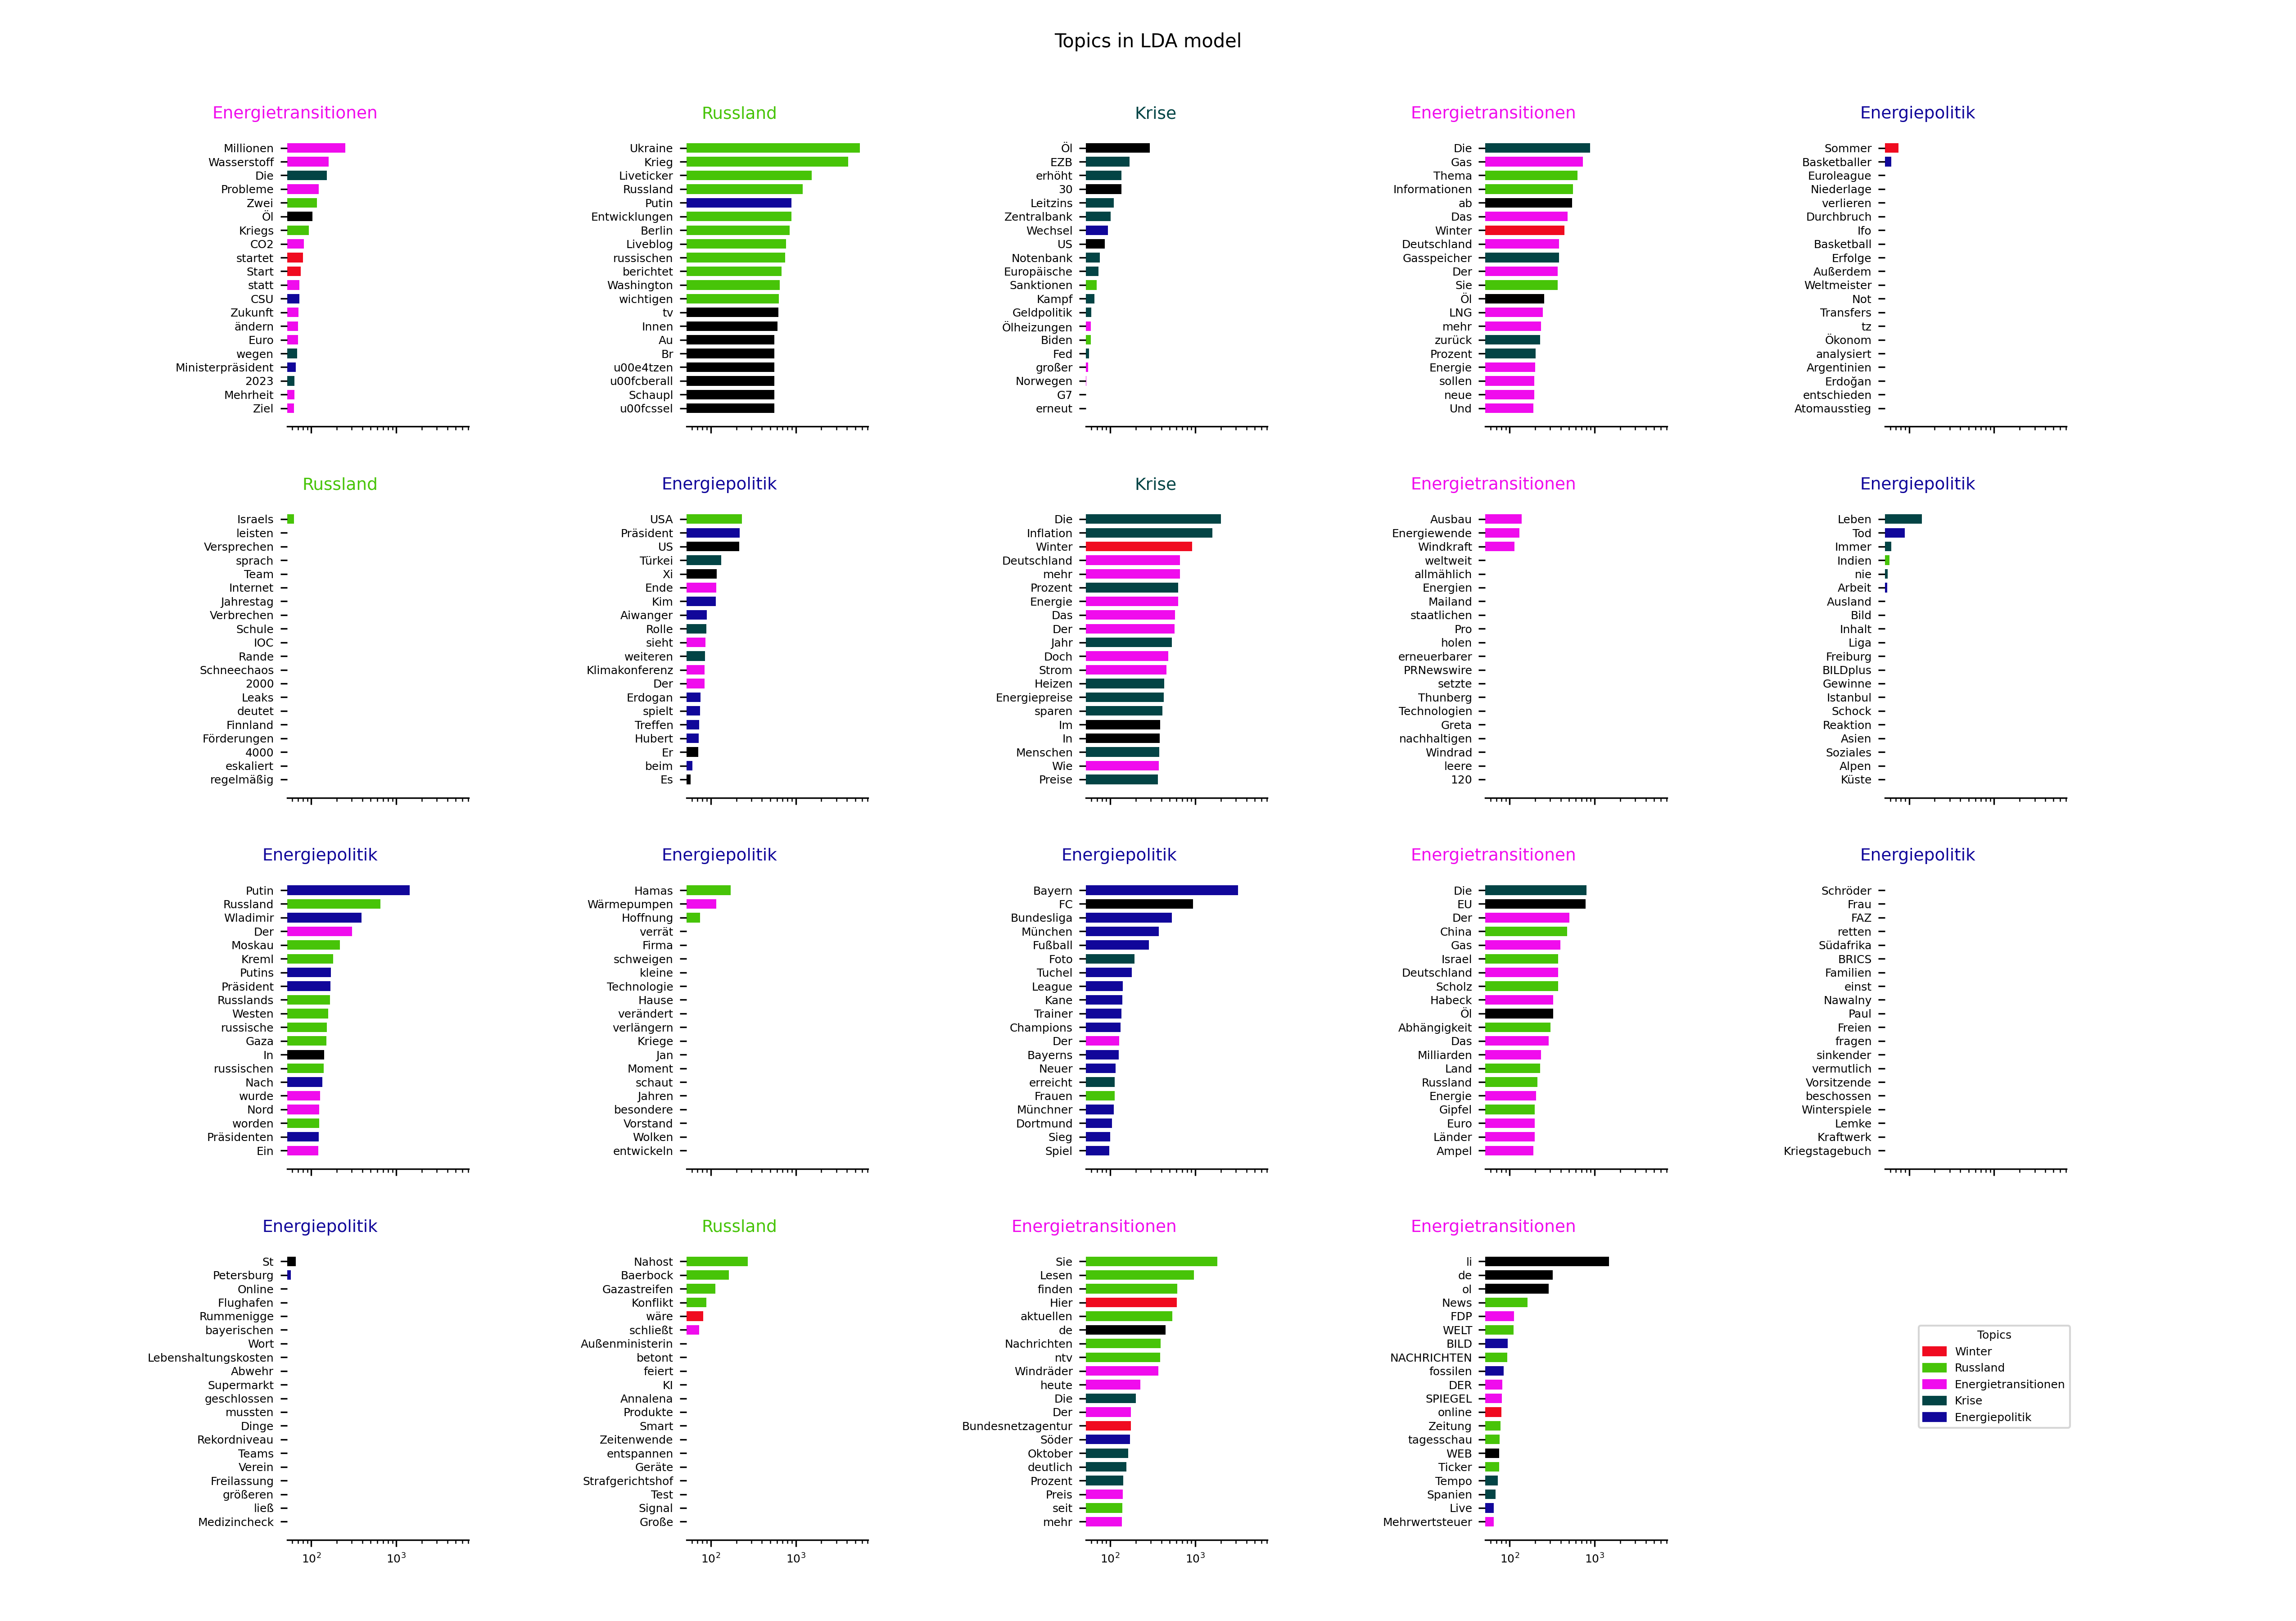 Topics in LDA model
Energietransitionen
Millionen
Wasserstoff
Die
Probleme
Zwei
Öl
Kriegs
CO2
startet
Start
statt
CSU
Zukunft
ändern
Euro
wegen
Ministerpräsident
2023
Mehrheit
Ziel
Russland
Ukraine
Krieg
Liveticker
Russland
Putin
Entwicklungen
Berlin
Liveblog
russischen
berichtet
Washington
wichtigen
tv
Innen
Au
Br
u00e4tzen
u00fcberall
Schaupl
u00fcssel
Krise
Öl
EZB
erhöht
30
Leitzins
Zentralbank
Wechsel
US
Notenbank
Europäische
Sanktionen
Kampf
Geldpolitik
Ölheizungen
Biden
Fed
großer
Norwegen
G7
erneut
Energietransitionen
Die
Gas
Thema
Informationen
ab
Das
Winter
Deutschland
Gasspeicher
Der
Sie
Öl
LNG
mehr
zurück
Prozent
Energie
sollen
neue
Und
Energiepolitik
Sommer
Basketballer
Euroleague
Niederlage
verlieren
Durchbruch
Ifo
Basketball
Erfolge
Außerdem
Weltmeister
Not
Transfers
tz
Ökonom
analysiert
Argentinien
Erdoğan
entschieden
Atomausstieg
Russland
Israels
leisten
Versprechen
sprach
Team
Internet
Jahrestag
Verbrechen
Schule
IOC
Rande
Schneechaos
2000
Leaks
deutet
Finnland
Förderungen
4000
eskaliert
regelmäßig
Energiepolitik
USA
Präsident
US
Türkei
Xi
Ende
Kim
Aiwanger
Rolle
sieht
weiteren
Klimakonferenz
Der
Erdogan
spielt
Treffen
Hubert
Er
beim
Es
Krise
Die
Inflation
Winter
Deutschland
mehr
Prozent
Energie
Das
Der
Jahr
Doch
Strom
Heizen
Energiepreise
sparen
Im
In
Menschen
Wie
Preise
Energietransitionen
Ausbau
Energiewende
Windkraft
weltweit
allmählich
Energien
Mailand
staatlichen
Pro
holen
erneuerbarer
PRNewswire
setzte
Thunberg
Technologien
Greta
nachhaltigen
Windrad
leere
120
Energiepolitik
Leben
Tod
Immer
Indien
nie
Arbeit
Ausland
Bild
Inhalt
Liga
Freiburg
BILDplus
Gewinne
Istanbul
Schock
Reaktion
Asien
Soziales
Alpen
Küste
Energiepolitik
Putin
Russland
Wladimir
Der
Moskau
Kreml
Putins
Präsident
Russlands
Westen
russische
Gaza
In
russischen
Nach
wurde
Nord
worden
Präsidenten
Ein
Energiepolitik
Hamas
Wärmepumpen
Hoffnung
verrät
Firma
schweigen
kleine
Technologie
Hause
verändert
verlängern
Kriege
Jan
Moment
schaut
Jahren
besondere
Vorstand
Wolken
entwickeln
Energiepolitik
Bayern
FC
Bundesliga
München
Fußball
Foto
Tuchel
League
Kane
Trainer
Champions
Der
Bayerns
Neuer
erreicht
Frauen
Münchner
Dortmund
Sieg
Spiel
Energietransitionen
Die
EU
Der
China
Gas
Israel
Deutschland
Scholz
Habeck
Öl
Abhängigkeit
Das
Milliarden
Land
Russland
Energie
Gipfel
Euro
Länder
Ampel
Energiepolitik
Schröder
Frau
FAZ
retten
Südafrika
BRICS
Familien
einst
Nawalny
Paul
Freien
fragen
sinkender
vermutlich
Vorsitzende
beschossen
Winterspiele
Lemke
Kraftwerk
Kriegstagebuch
Energiepolitik
St
Petersburg
Online
Flughafen
Rummenigge
bayerischen
Wort
Lebenshaltungskosten
Abwehr
Supermarkt
geschlossen
mussten
Dinge
Rekordniveau
Teams
Verein
Freilassung
größeren
ließ
Medizincheck
10² 10³
Russland
Nahost
Baerbock
Gazastreifen
Konflikt
wäre
schließt
Außenministerin
betont
feiert
KI
Annalena
Produkte
Smart
Zeitenwende
entspannen
Geräte
Strafgerichtshof
Test
Signal
Große
10² 10³
Energietransitionen
Sie
Lesen
finden
Hier
aktuellen
de
Nachrichten
ntv
Windräder
heute
Die
Der
Bundesnetzagentur
Söder
Oktober
deutlich
Prozent
Preis
seit
mehr
10² 10³
Energietransitionen
li
de
ol
News
FDP
WELT
BILD
NACHRICHTEN
fossilen
DER
SPIEGEL
online
Zeitung
tagesschau
WEB
Ticker
Tempo
Spanien
Live
Mehrwertsteuer
10² 10³
Topics
Winter
Russland
Energietransitionen
Krise
Energiepolitik